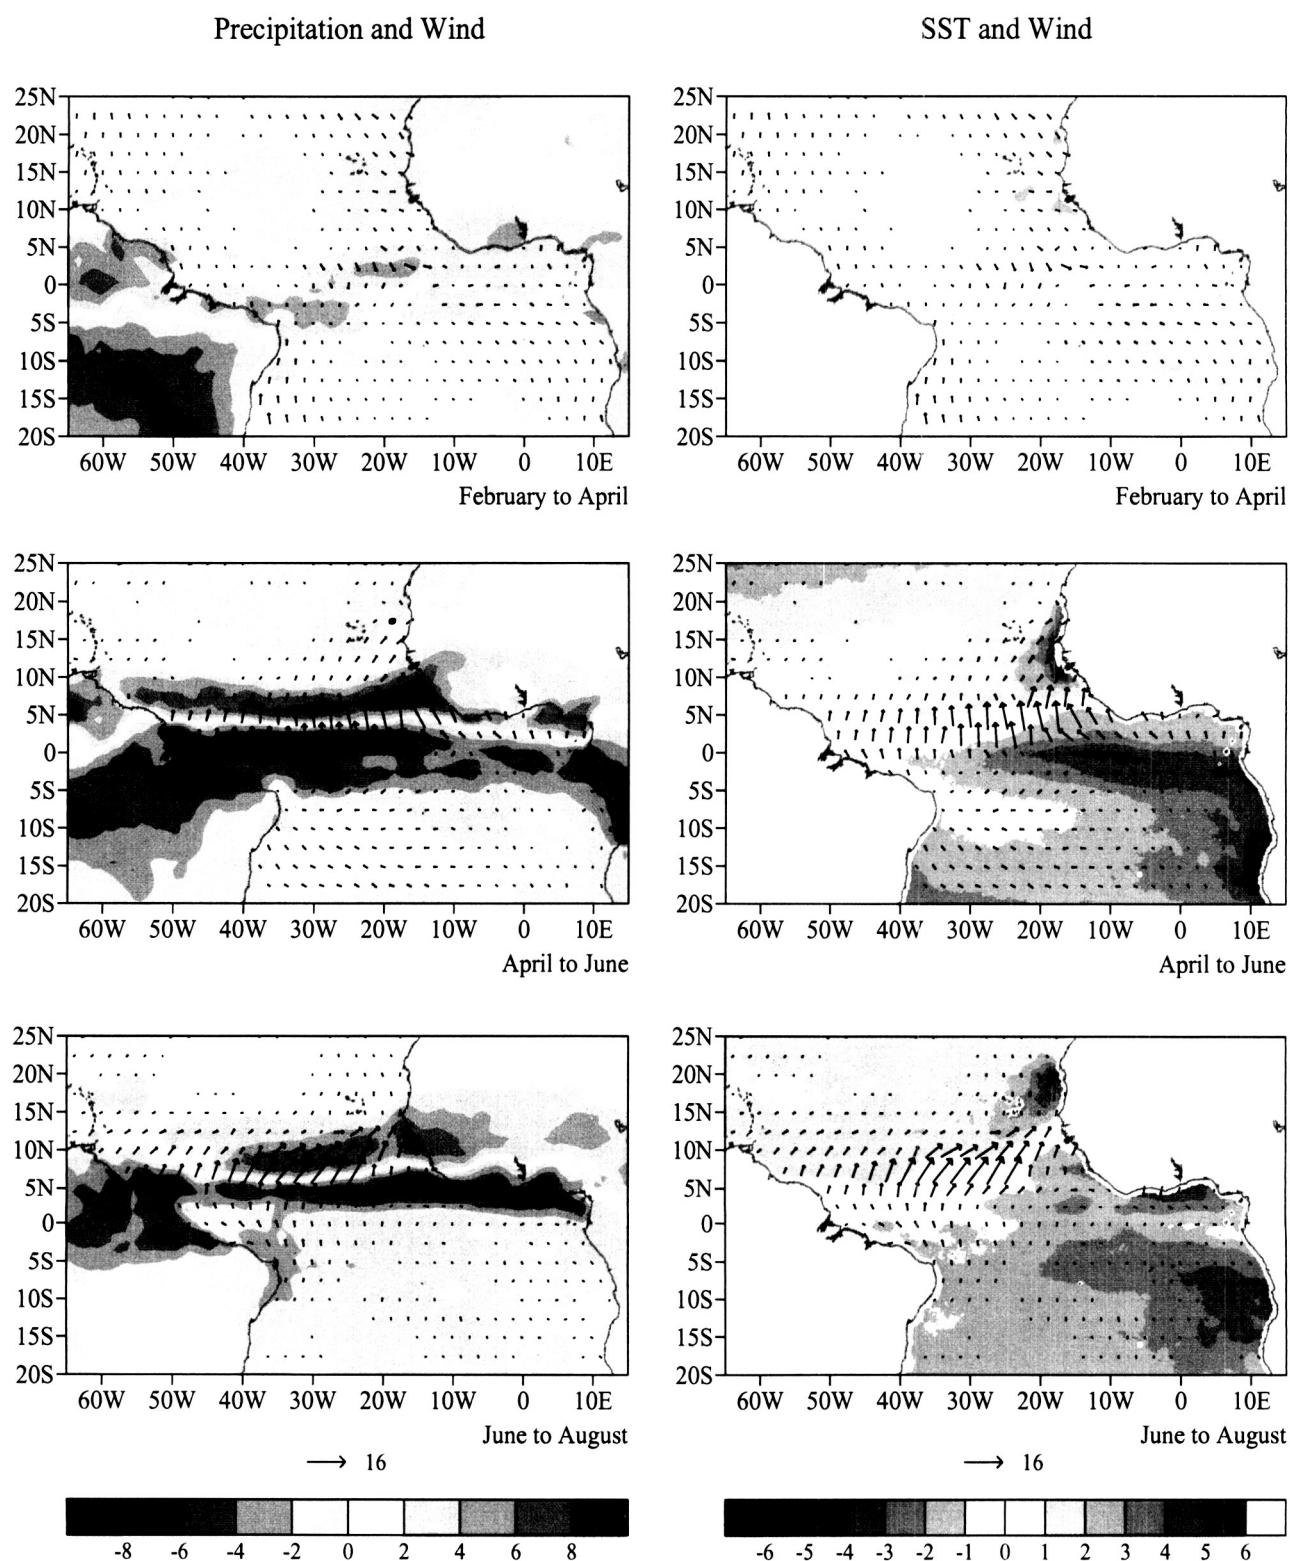 Precipitation and Wind
SST and Wind
25N
20N
15N
10N
5N
0
5S
10S
15S
20S
60W 50W 40W 30W 20W 10W 0 10E
February to April
25N
20N
15N
10N
5N
0
5S
10S
15S
20S
60W 50W 40W 30W 20W 10W 0 10E
February to April
25N
20N
15N
10N
5N
0
5S
10S
15S
20S
60W 50W 40W 30W 20W 10W 0 10E
April to June
25N
20N
15N
10N
5N
0
5S
10S
15S
20S
60W 50W 40W 30W 20W 10W 0 10E
April to June
25N
20N
15N
10N
5N
0
5S
10S
15S
20S
60W 50W 40W 30W 20W 10W 0 10E
June to August
16
-8 -6 -4 -2 0 2 4 6 8
25N
20N
15N
10N
5N
0
5S
10S
15S
20S
60W 50W 40W 30W 20W 10W 0 10E
June to August
16
-6 -5 -4 -3 -2 -1 0 1 2 3 4 5 6